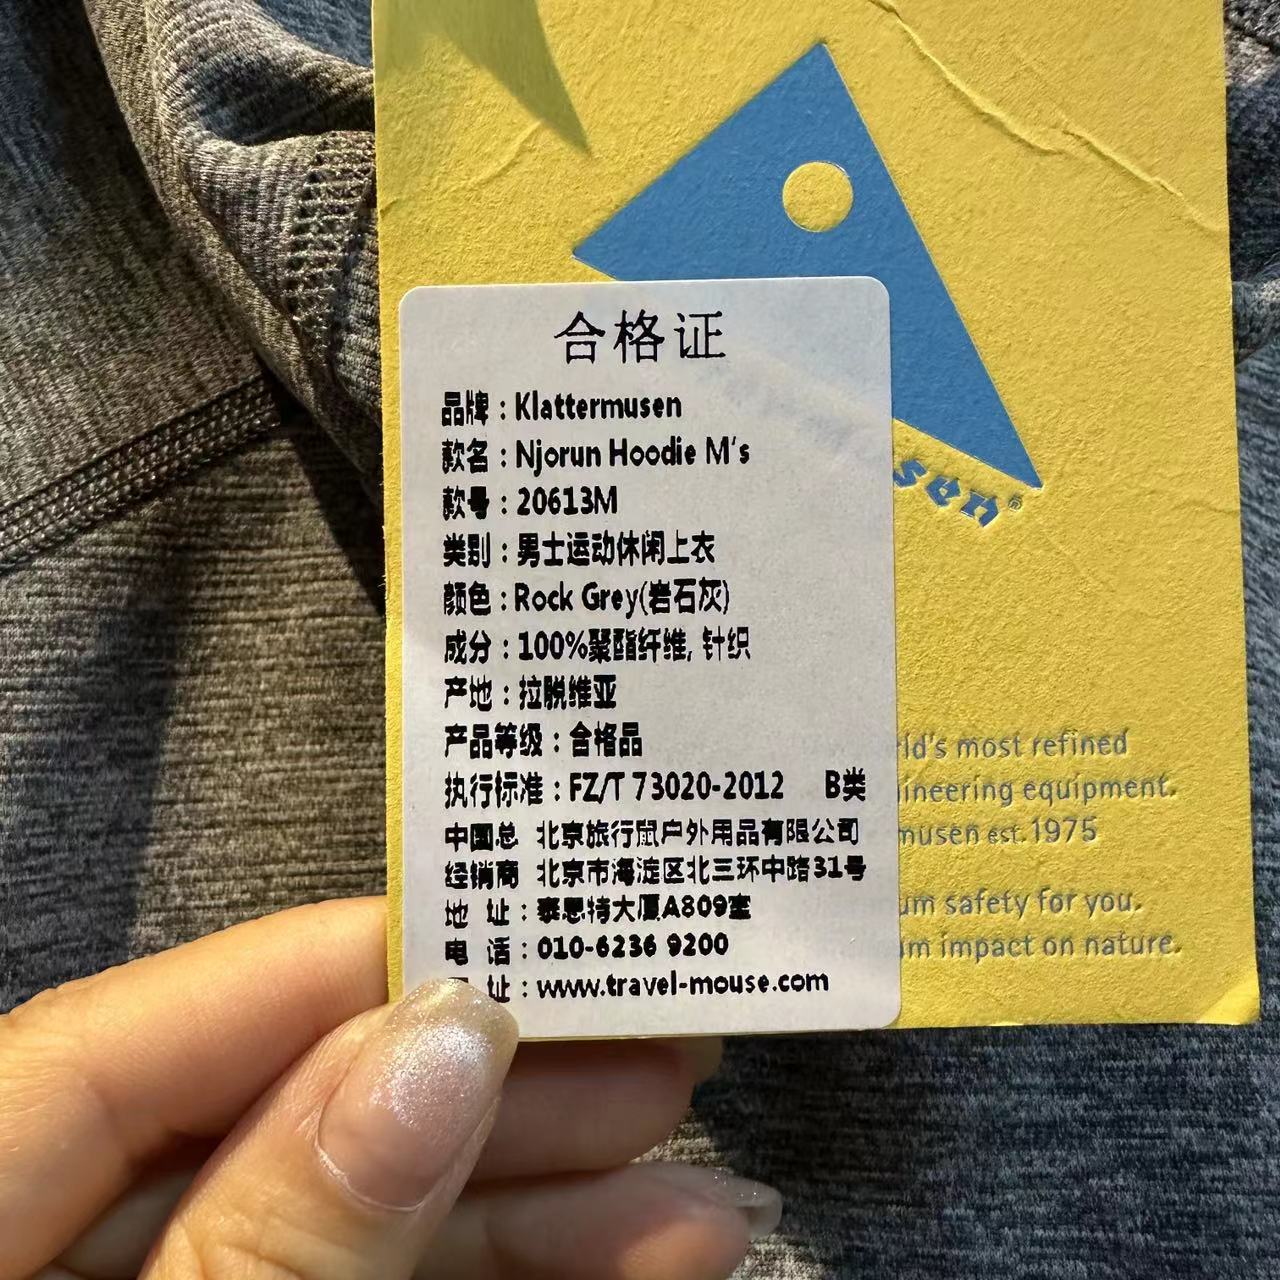 合格证
品牌：Klattermusen
款名：Njorun Hoodie M's
款号：20613M
类别：男士运动休闲上衣
颜色：Rock Grey(岩石灰)
成分：100%聚酯纤维, 针织
产地：拉脱维亚
产品等级：合格品
执行标准：FZ/T 73020-2012 B类
中国总 北京旅行鼠户外用品有限公司
经销商 北京市海淀区北三环中路31号
地 址：泰思特大厦A809室
电 话：010-6236 9200
址：www.travel-mouse.com
sen®
most refined
equipment.
est.1975
safety for you.
impact on nature.